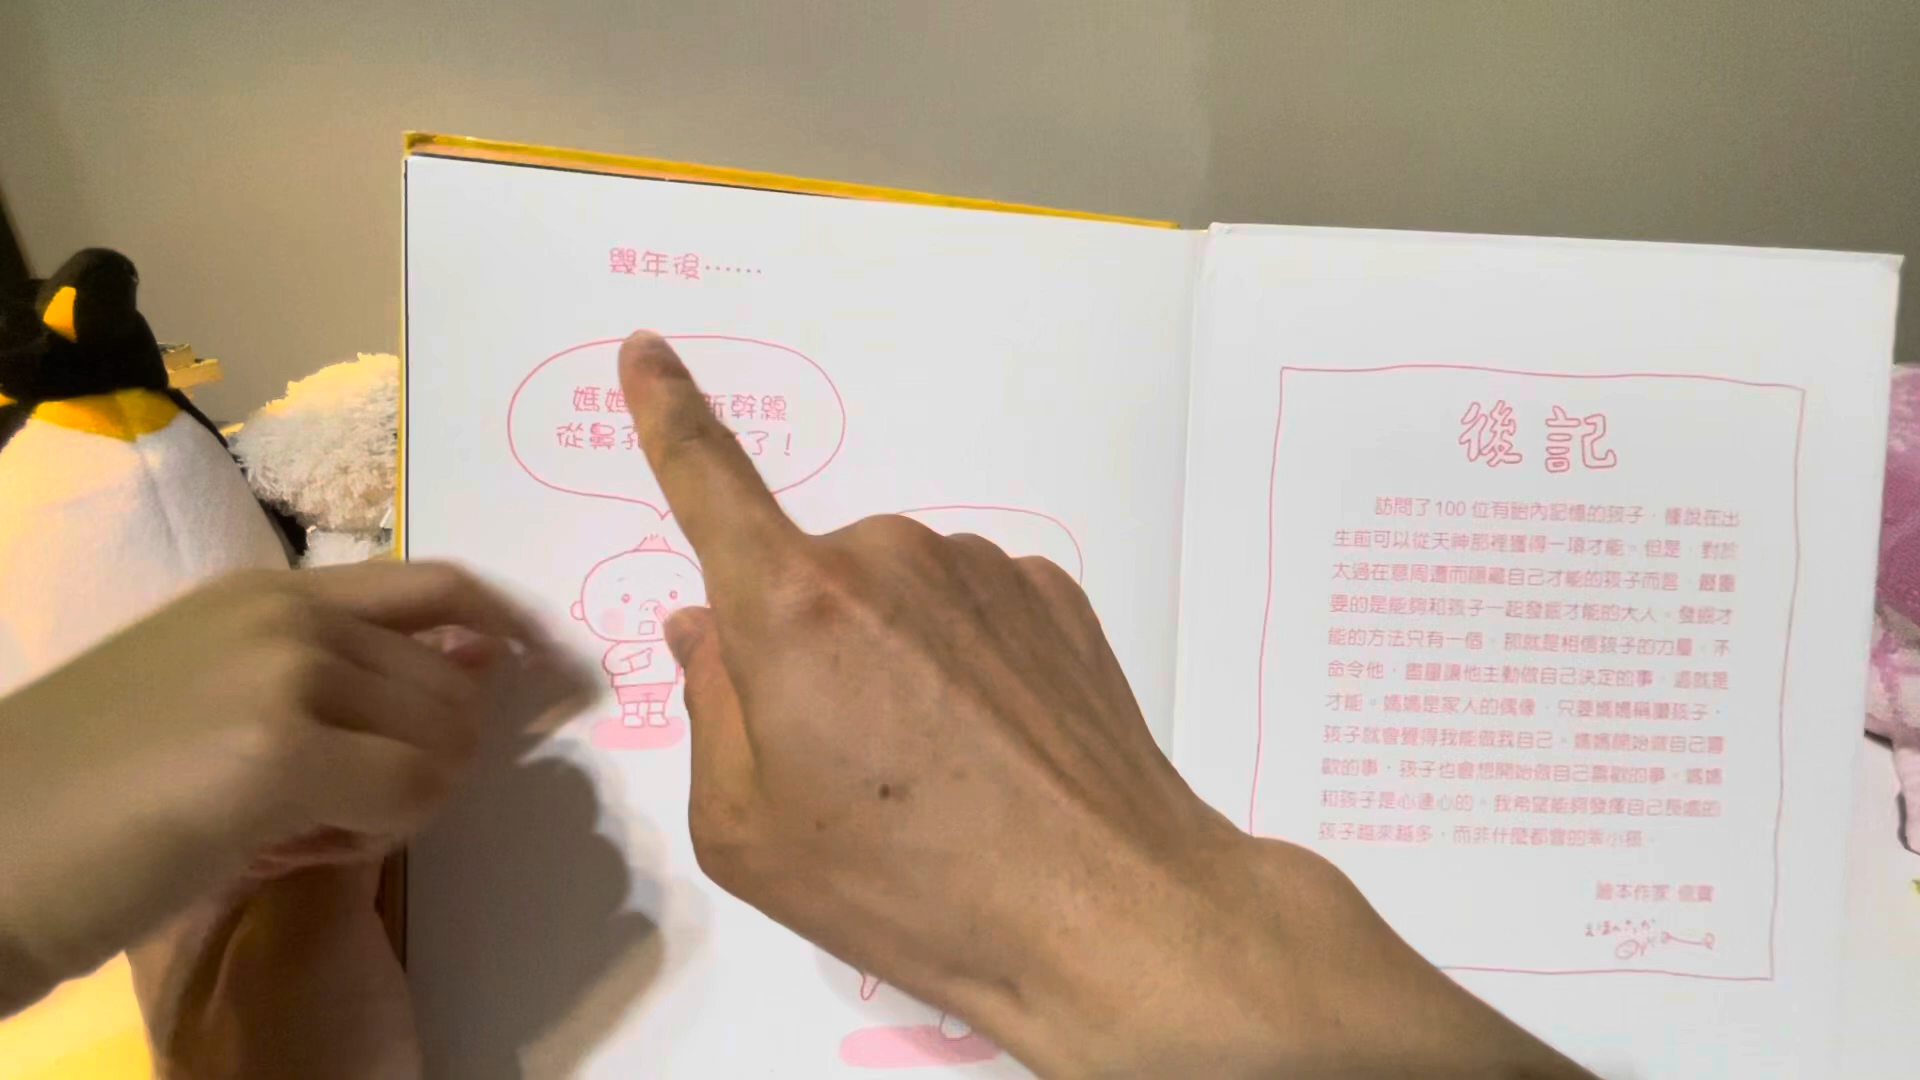 幾年後……
媽媽 新幹線
從鼻孔 了！
後記
訪問了100位有胎內記憶的孩子，據說在出
生前可以從天神那裡獲得一項才能。但是，對於
太過在意周遭而隱藏自己才能的孩子而言，最重
要的是能夠和孩子一起發掘才能的大人。發掘才
能的方法只有一個，那就是相信孩子的力量，不
命令他，盡量讓他主動做自己決定的事，這就是
才能。媽媽是家人的偶像，只要媽媽稱讚孩子，
孩子就會覺得我能做我自己。媽媽開始做自己喜
歡的事，孩子也會想開始做自己喜歡的事。媽媽
和孩子是心連心的。我希望能夠發揮自己長處的
孩子越來越多，而非什麼都會的乖小孩。
繪本作家